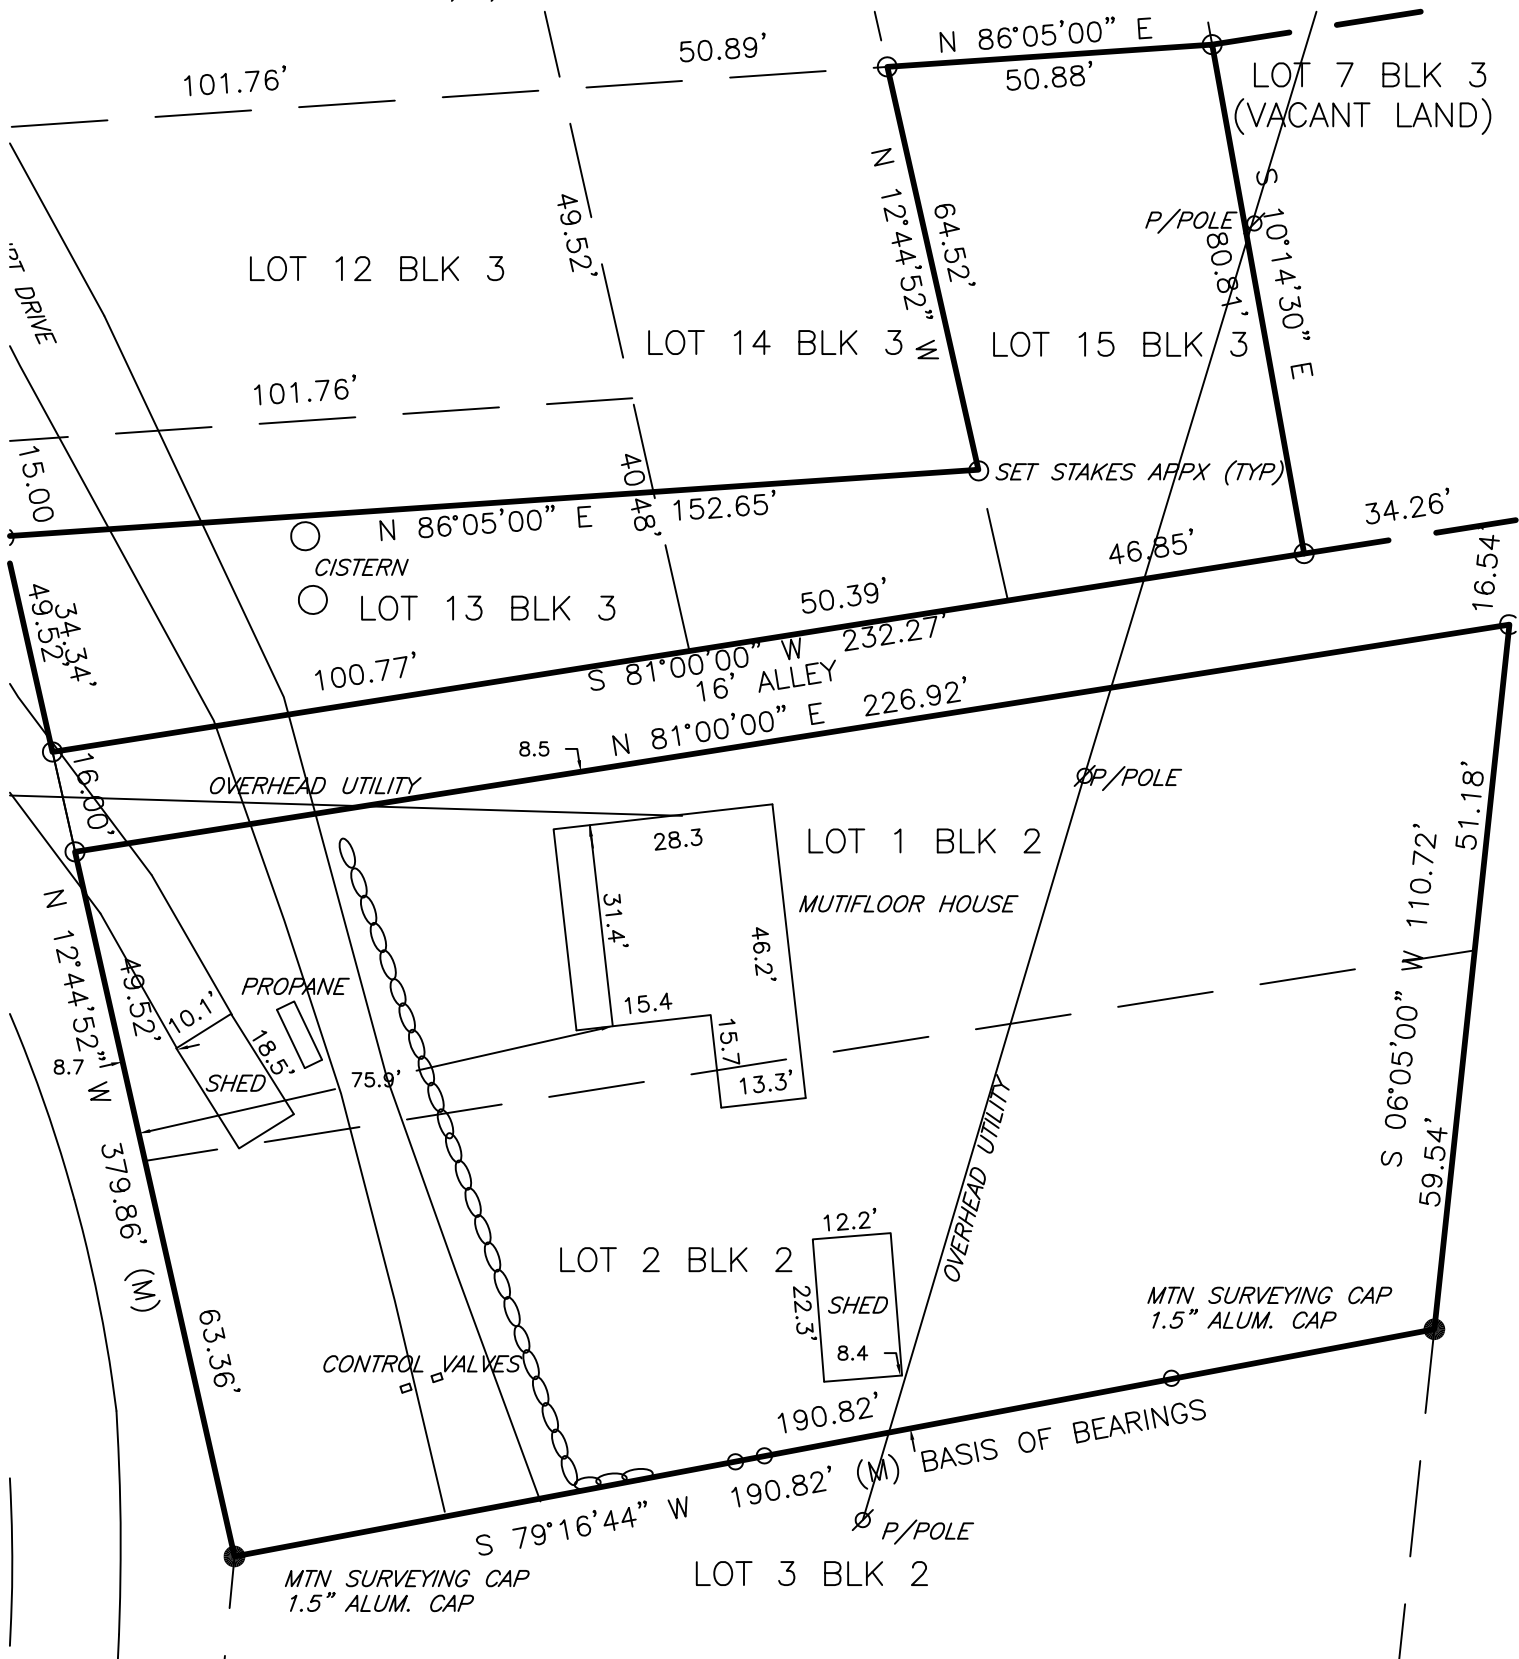 101.76'
50.89'
N 86°05'00" E
50.88'
LOT 7 BLK 3
(VACANT LAND)
N 12°44'52" W
64.52'
49.52'
P/POLE
S 10°14'30" E
80.81'
LOT 12 BLK 3
DRIVE
LOT 14 BLK 3
LOT 15 BLK 3
101.76'
15.00
40.48'
SET STAKES APPX (TYP)
N 86°05'00" E
152.65'
34.26'
CISTERN
46.85'
16.54'
LOT 13 BLK 3
50.39'
49.52'
34.34'
100.77'
S 81°00'00" W
232.27'
16' ALLEY
N 81°00'00" E
226.92'
8.5
16.00'
OVERHEAD UTILITY
P/POLE
28.3
LOT 1 BLK 2
51.18'
MUTIFLOOR HOUSE
31.4'
46.2'
S 06°05'00" W 110.72'
N 12°44'52" W 379.86' (M)
49.52'
PROPANE
10.1'
18.5'
15.4
15.7
8.7
SHED
75.9'
13.3'
OVERHEAD UTILITY
59.54'
12.2'
LOT 2 BLK 2
22.3'
SHED
8.4
MTN SURVEYING CAP
1.5" ALUM. CAP
63.36'
CONTROL VALVES
190.82'
BASIS OF BEARINGS
S 79°16'44" W
190.82' (M)
P/POLE
MTN SURVEYING CAP
1.5" ALUM. CAP
LOT 3 BLK 2